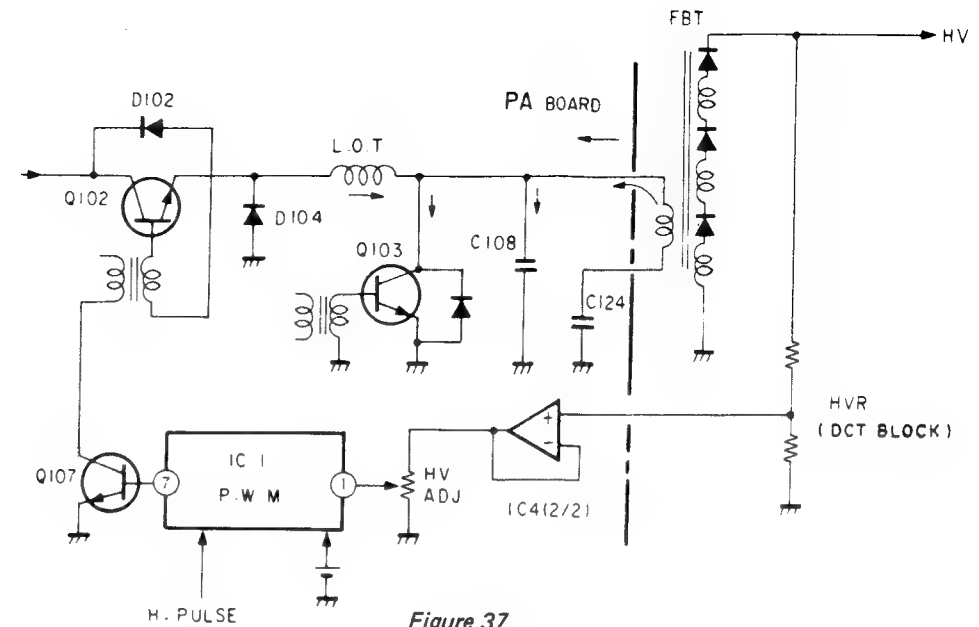 FBT
HV
D102
PA BOARD
L.O.T
Q102
D104
Q103
C108
C124
HVR
(DCT BLOCK)
IC 1
P.W M
7
1
Q107
HV
ADJ
+
-
IC4(2/2)
H. PULSE
Figure 37